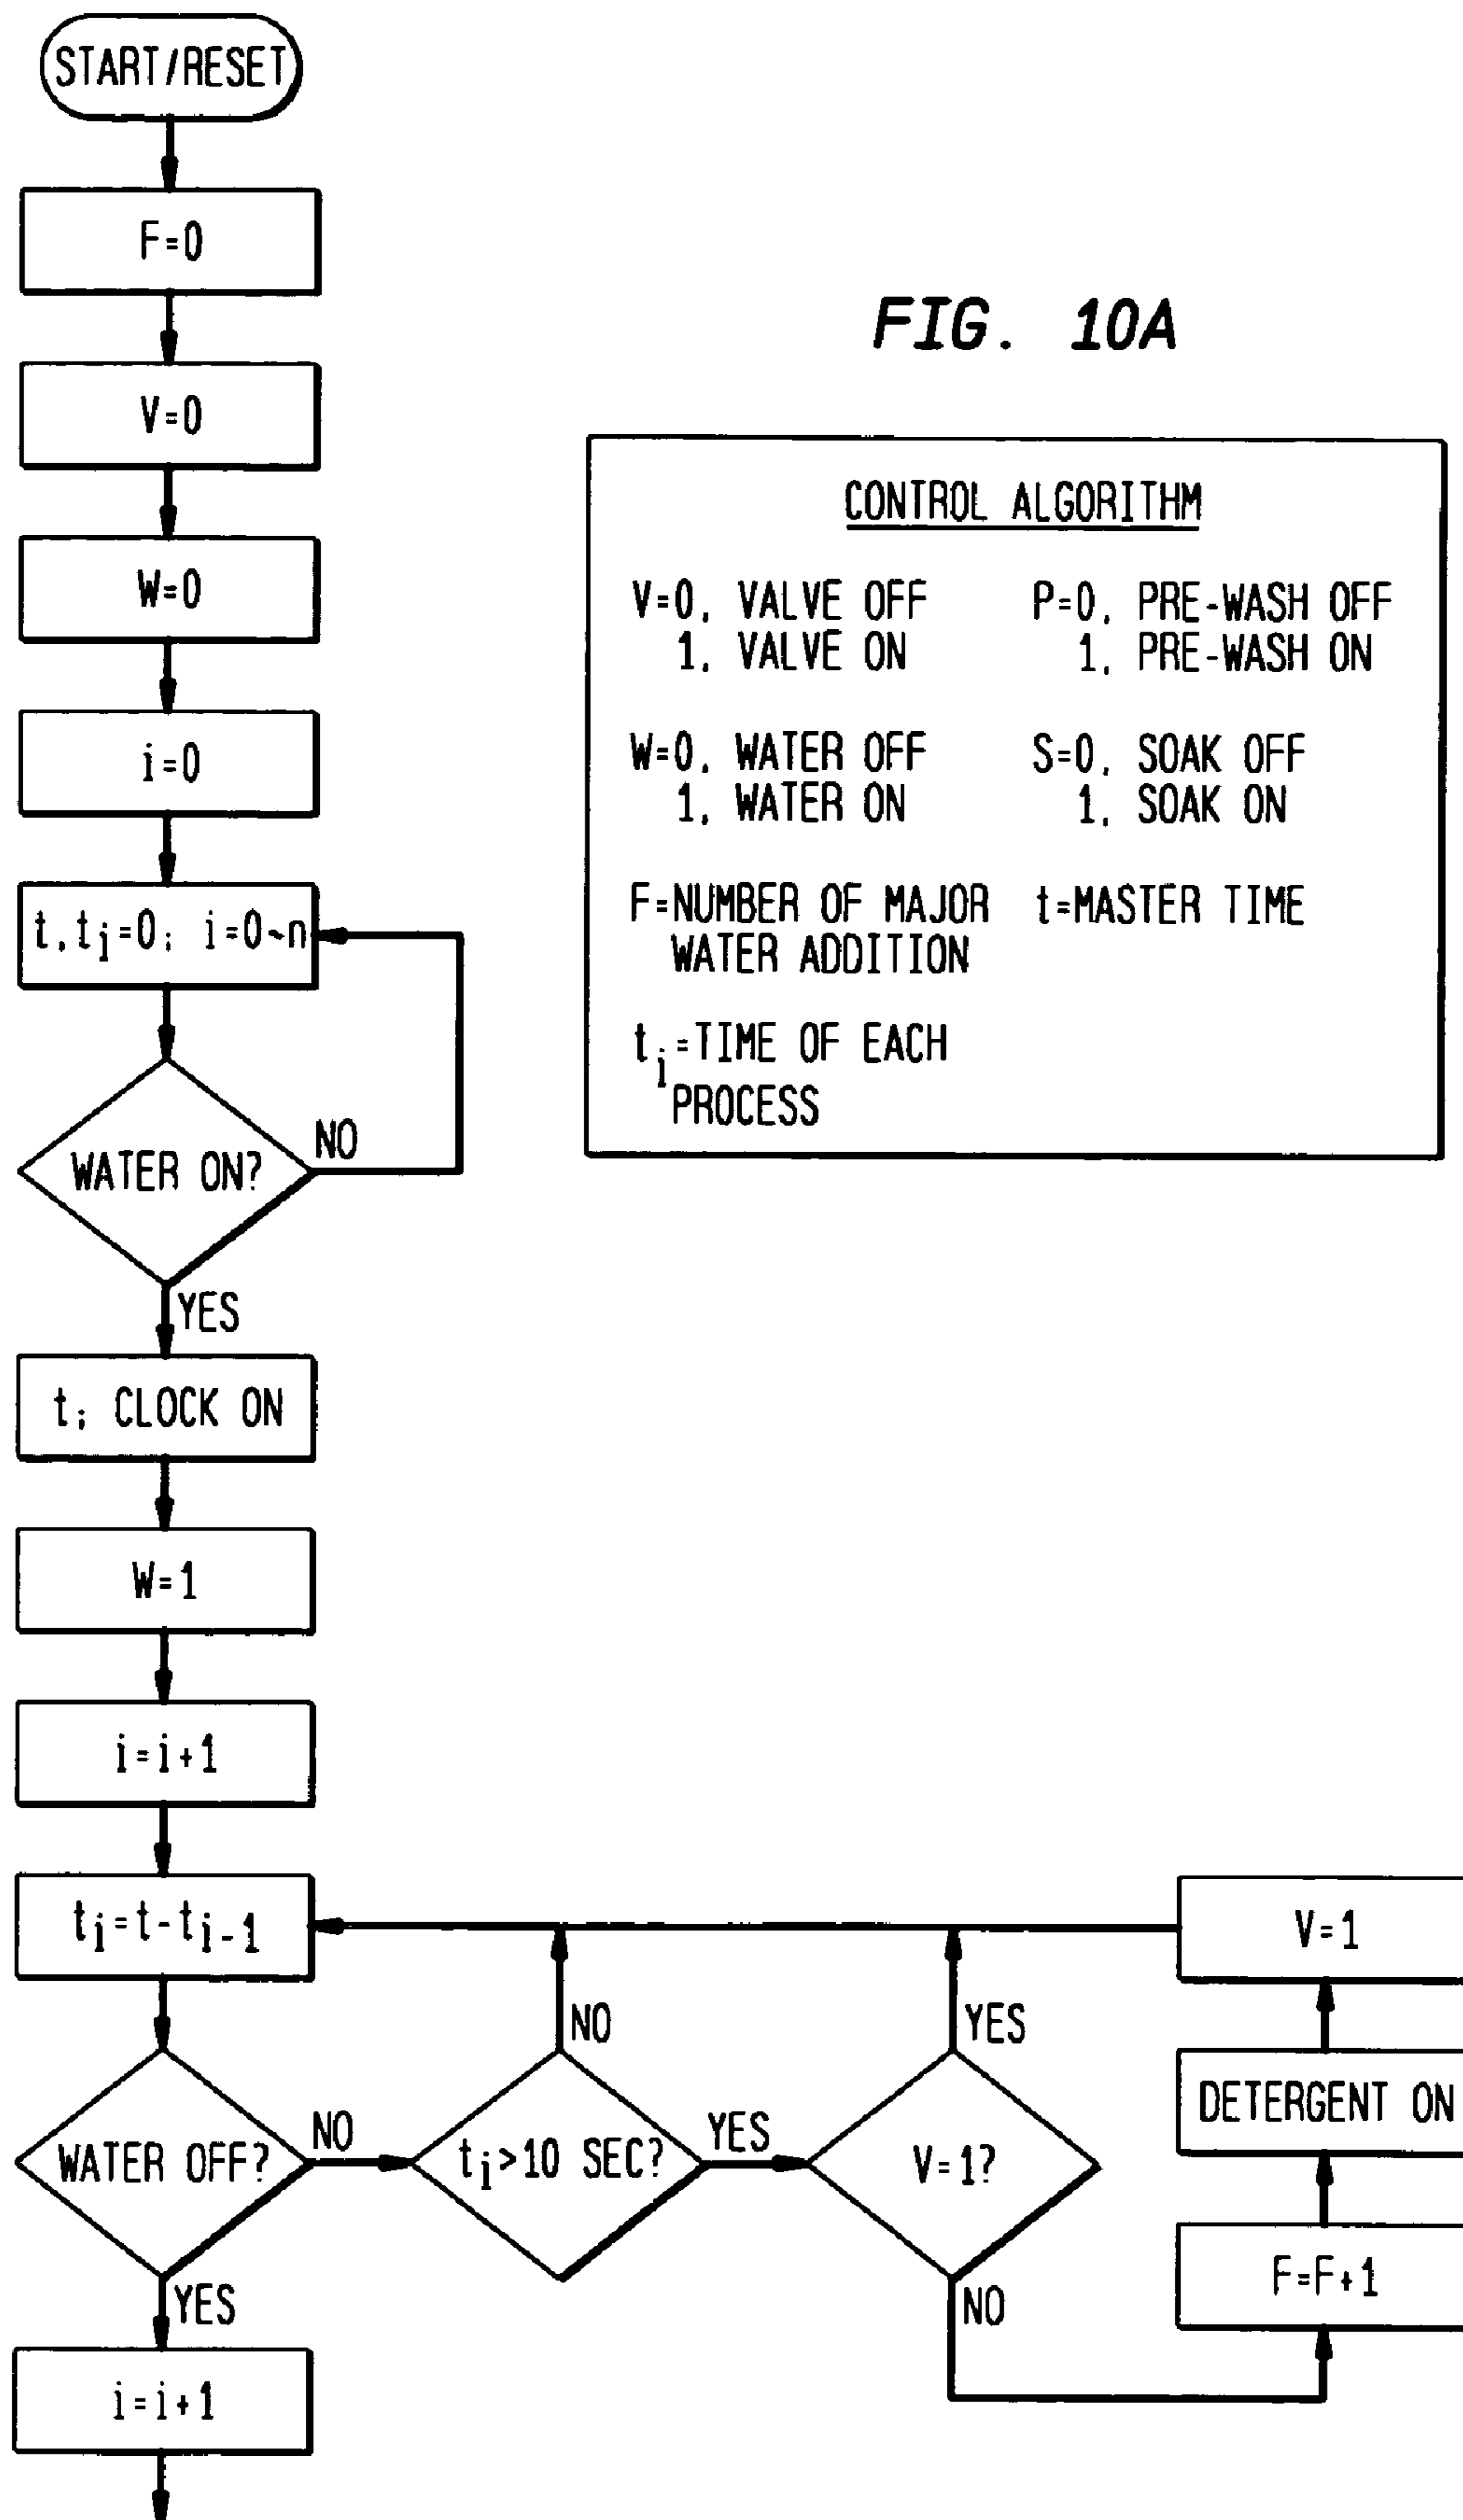 START/RESET
F=0
V=0
W=0
i=0
t,ti=0; i=0~n
WATER ON?
NO
YES
t; CLOCK ON
W=1
i=i+1
ti=t-ti-1
WATER OFF?
NO
YES
i=i+1
ti>10 SEC?
NO
YES
V=1?
YES
NO
F=F+1
DETERGENT ON
V=1
FIG. 10A
CONTROL ALGORITHM
V=0, VALVE OFF
1, VALVE ON
P=0, PRE-WASH OFF
1, PRE-WASH ON
W=0, WATER OFF
1, WATER ON
S=0, SOAK OFF
1, SOAK ON
F=NUMBER OF MAJOR
WATER ADDITION
t=MASTER TIME
ti=TIME OF EACH
PROCESS